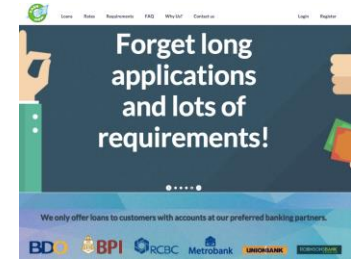 Loans Rates Requirements FAQ Why Us? Contact us Login Register
Forget long
applications
and lots of
requirements!
We only offer loans to customers with accounts at our preferred banking partners.
BDO BPI RCBC Metrobank UNIONBANK ROBINSONSBANK